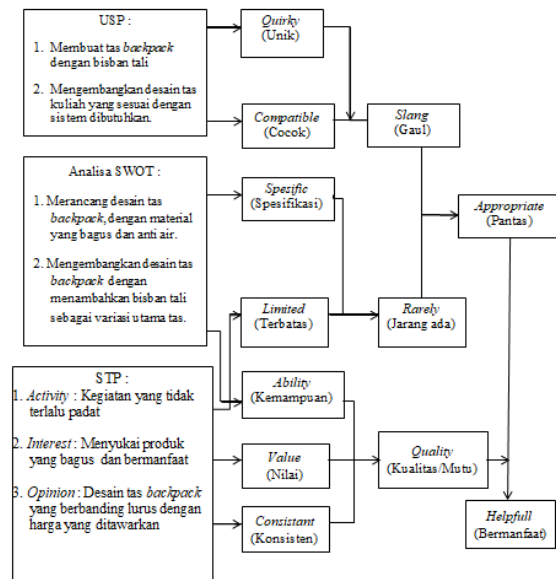 USP :
1. Membuat tas backpack
dengan bisban tali
2. Mengembangkan desain tas
kuliah yang sesuai dengan
sistem dibutuhkan.
Quirky
(Unik)
Compatible
(Cocok)
Slang
(Gaul)
Analisa SWOT :
1. Merancang desain tas
backpack, dengan material
yang bagus dan anti air.
2. Mengembangkan desain tas
backpack dengan
menambahkan bisban tali
sebagai variasi utama tas.
Spesific
(Spesifikasi)
Limited
(Terbatas)
Rarely
(Jarang ada)
Appropriate
(Pantas)
STP :
1. Activity : Kegiatan yang tidak
terlalu padat
2. Interest : Menyukai produk
yang bagus dan bermanfaat
3. Opinion : Desain tas backpack
yang berbanding lurus dengan
harga yang ditawarkan
Ability
(Kemampuan)
Value
(Nilai)
Consistant
(Konsisten)
Quality
(Kualitas/Mutu)
Helpfull
(Bermanfaat)